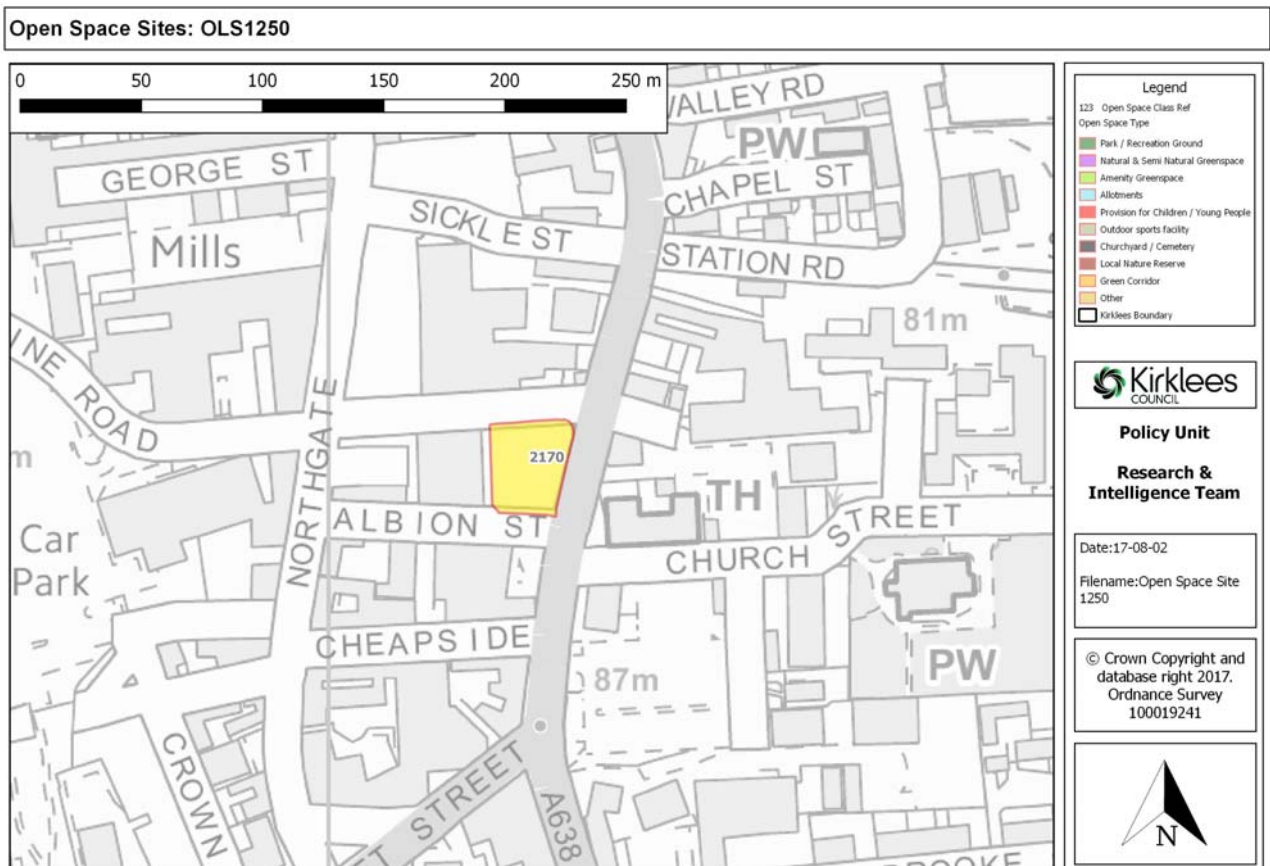 Open Space Sites: OLS1250
0 50 100 150 200 250 m
VALLEY RD
PW
GEORGE ST
CHAPEL ST
SICKLE ST
Mills
STATION RD
81m
INE ROAD
NORTHGATE
2170
m
TH
ALBION ST
CHURCH STREET
Car
Park
CHEAPSIDE
PW
87m
CROWN
ET STREET
A638
BROOKE
Legend
123 Open Space Class Ref
Open Space Type
Park / Recreation Ground
Natural & Semi Natural Greenspace
Amenity Greenspace
Allotments
Provision for Children / Young People
Outdoor sports facility
Churchyard / Cemetery
Local Nature Reserve
Green Corridor
Other
Kirklees Boundary
Kirklees
COUNCIL
Policy Unit
Research &
Intelligence Team
Date:17-08-02
Filename:Open Space Site
1250
© Crown Copyright and
database right 2017.
Ordnance Survey
100019241
N